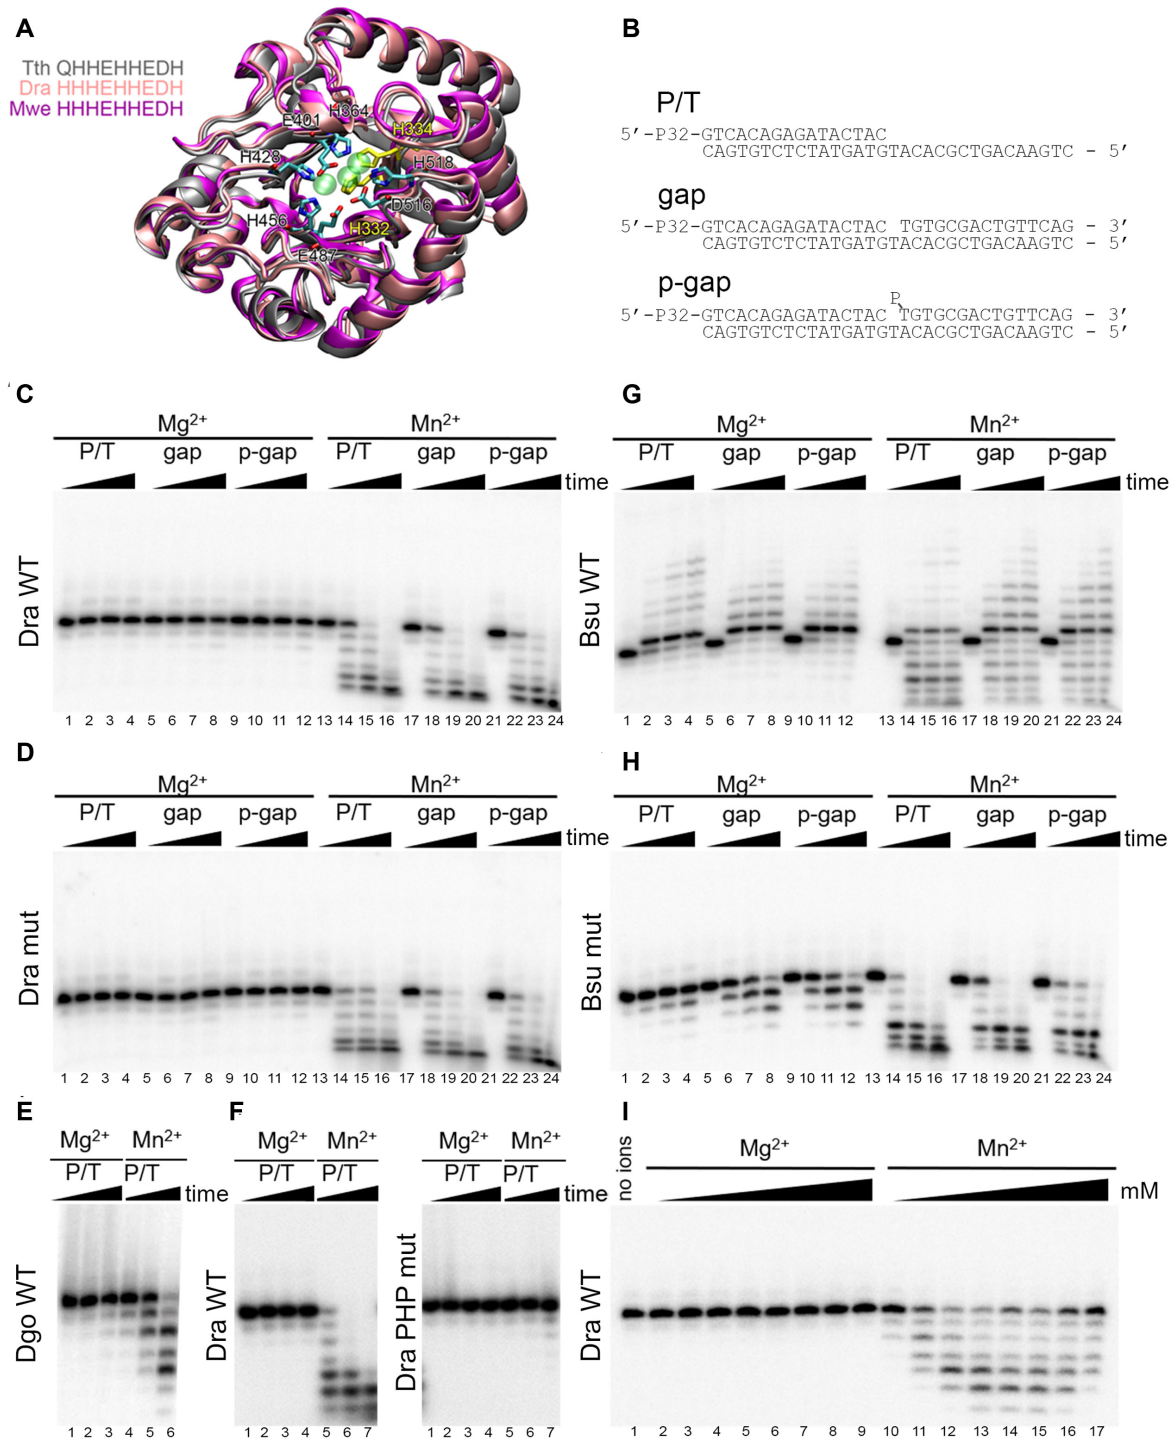 A
Tth QHHEHHEDH
Dra HHHEHHEDH
Mwe HHHEHHEDH
E401
H364
H334
H428
H518
D516
H456
H332
E487
B
P/T
5′-P32-GTCACAGAGATACTAC
CAGTGTCTCTATGATGTACACGCTGACAAGTC - 5′
gap
5′-P32-GTCACAGAGATACTAC TGTGCGACTGTTCAG - 3′
CAGTGTCTCTATGATGTACACGCTGACAAGTC - 5′
p-gap
P
5′-P32-GTCACAGAGATACTAC TGTGCGACTGTTCAG - 3′
CAGTGTCTCTATGATGTACACGCTGACAAGTC - 5′
C
Mg2+ Mn2+
P/T gap p-gap P/T gap p-gap
time
Dra WT
1 2 3 4 5 6 7 8 9 10 11 12 13 14 15 16 17 18 19 20 21 22 23 24
G
Mg2+ Mn2+
P/T gap p-gap P/T gap p-gap
time
Bsu WT
1 2 3 4 5 6 7 8 9 10 11 12 13 14 15 16 17 18 19 20 21 22 23 24
D
Mg2+ Mn2+
P/T gap p-gap P/T gap p-gap
time
Dra mut
1 2 3 4 5 6 7 8 9 10 11 12 13 14 15 16 17 18 19 20 21 22 23 24
H
Mg2+ Mn2+
P/T gap p-gap P/T gap p-gap
time
Bsu mut
1 2 3 4 5 6 7 8 9 10 11 12 13 14 15 16 17 18 19 20 21 22 23 24
E
Mg2+ Mn2+
P/T P/T
time
Dgo WT
1 2 3 4 5 6
F
Mg2+ Mn2+
P/T P/T
Dra WT
1 2 3 4 5 6 7
Mg2+ Mn2+
P/T P/T
time
Dra PHP mut
1 2 3 4 5 6 7
I
no ions
Mg2+ Mn2+
mM
Dra WT
1 2 3 4 5 6 7 8 9 10 11 12 13 14 15 16 17